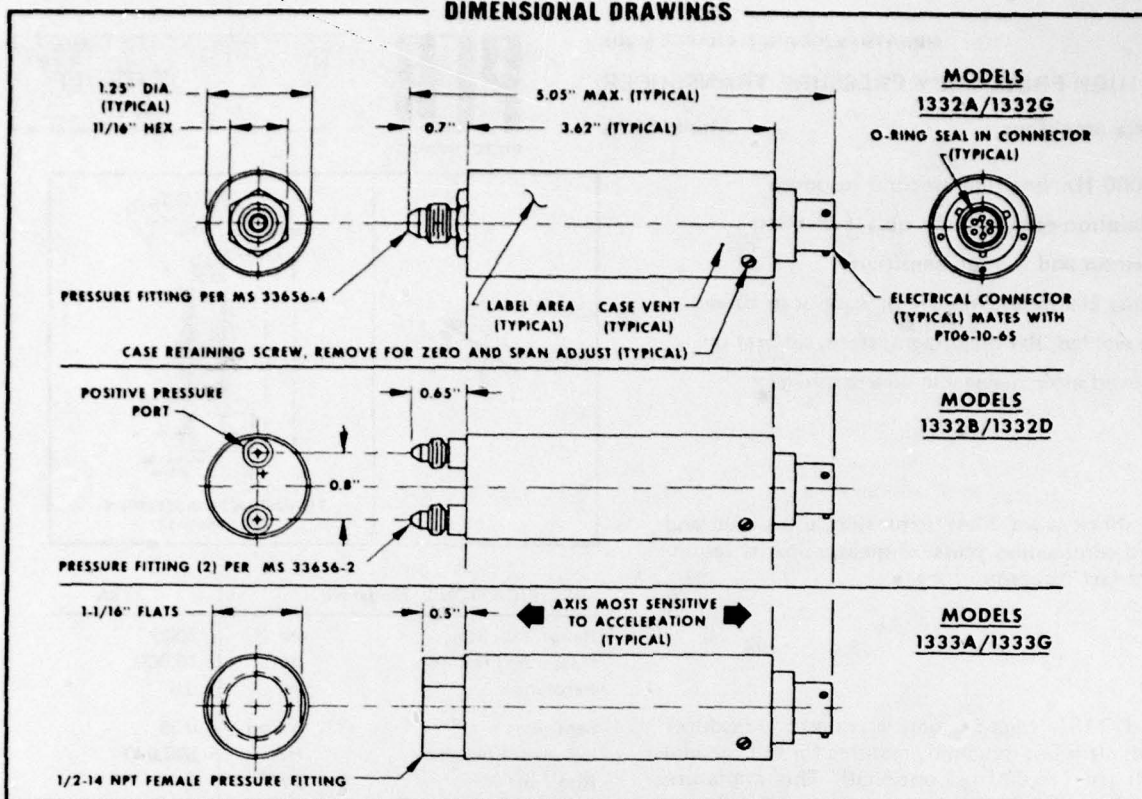 DIMENSIONAL DRAWINGS
1.25" DIA.
(TYPICAL)
11/16" HEX
5.05" MAX. (TYPICAL)
0.7"
3.62" (TYPICAL)
MODELS
1332A/1332G
O-RING SEAL IN CONNECTOR
(TYPICAL)
PRESSURE FITTING PER MS 33656-4
LABEL AREA
(TYPICAL)
CASE VENT
(TYPICAL)
ELECTRICAL CONNECTOR
(TYPICAL) MATES WITH
PT06-10-6S
CASE RETAINING SCREW, REMOVE FOR ZERO AND SPAN ADJUST (TYPICAL)
POSITIVE PRESSURE
PORT
0.65"
0.8"
MODELS
1332B/1332D
PRESSURE FITTING (2) PER MS 33656-2
1-1/16" FLATS
0.5"
AXIS MOST SENSITIVE
TO ACCELERATION
(TYPICAL)
MODELS
1333A/1333G
1/2-14 NPT FEMALE PRESSURE FITTING